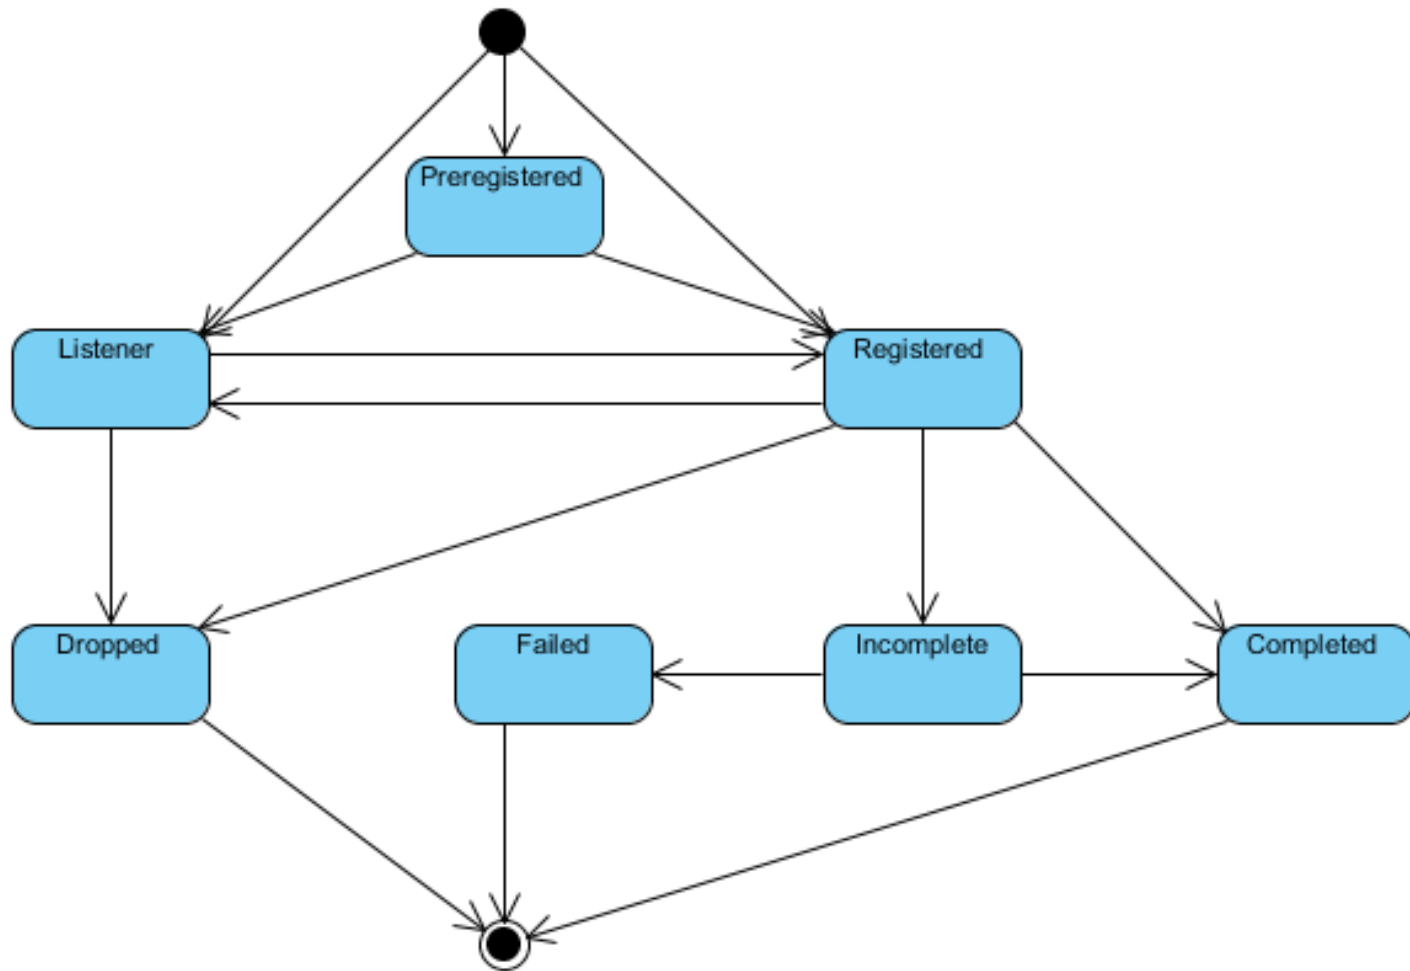 Preregistered
Listener
Registered
Dropped
Failed
Incomplete
Completed